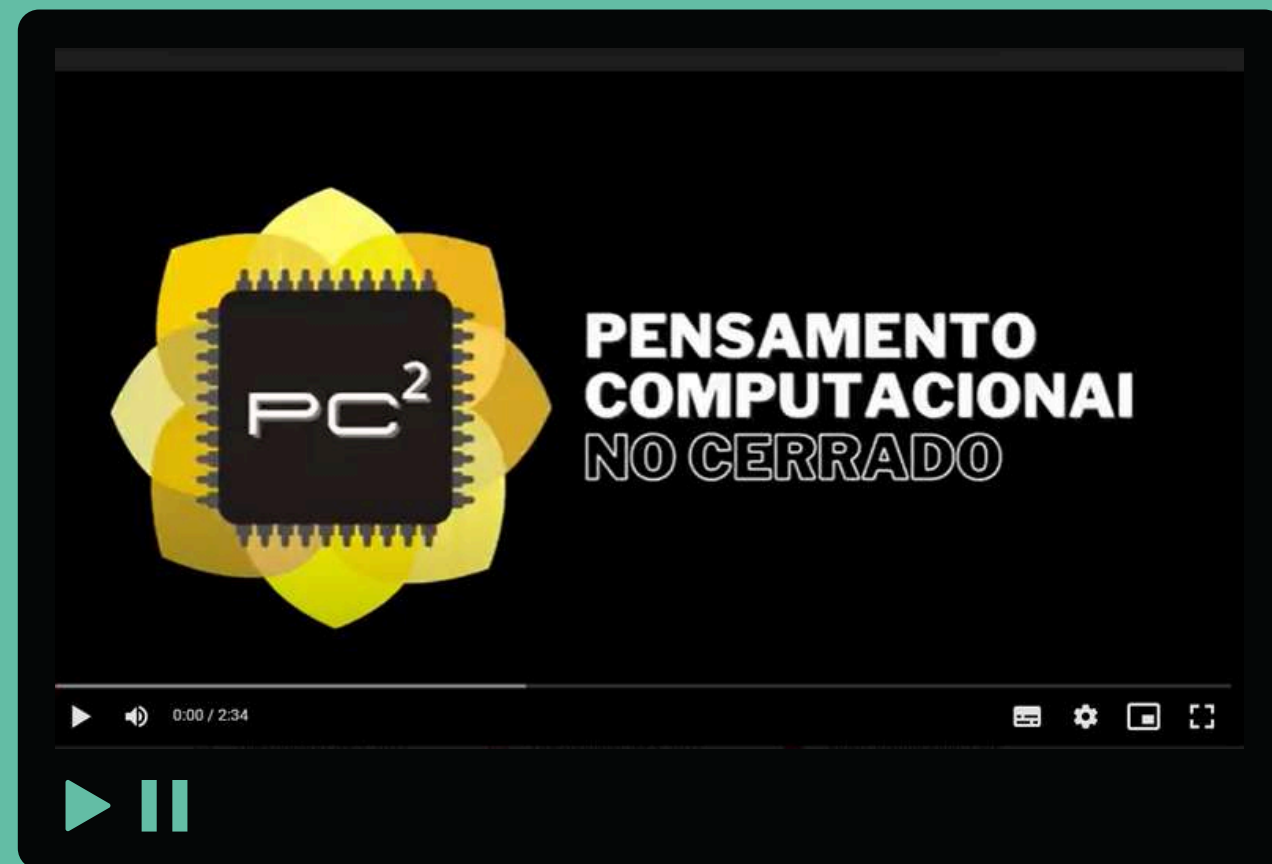 PC²
PENSAMENTO
COMPUTACIONAI
NO CERRADO
0:00 / 2:34